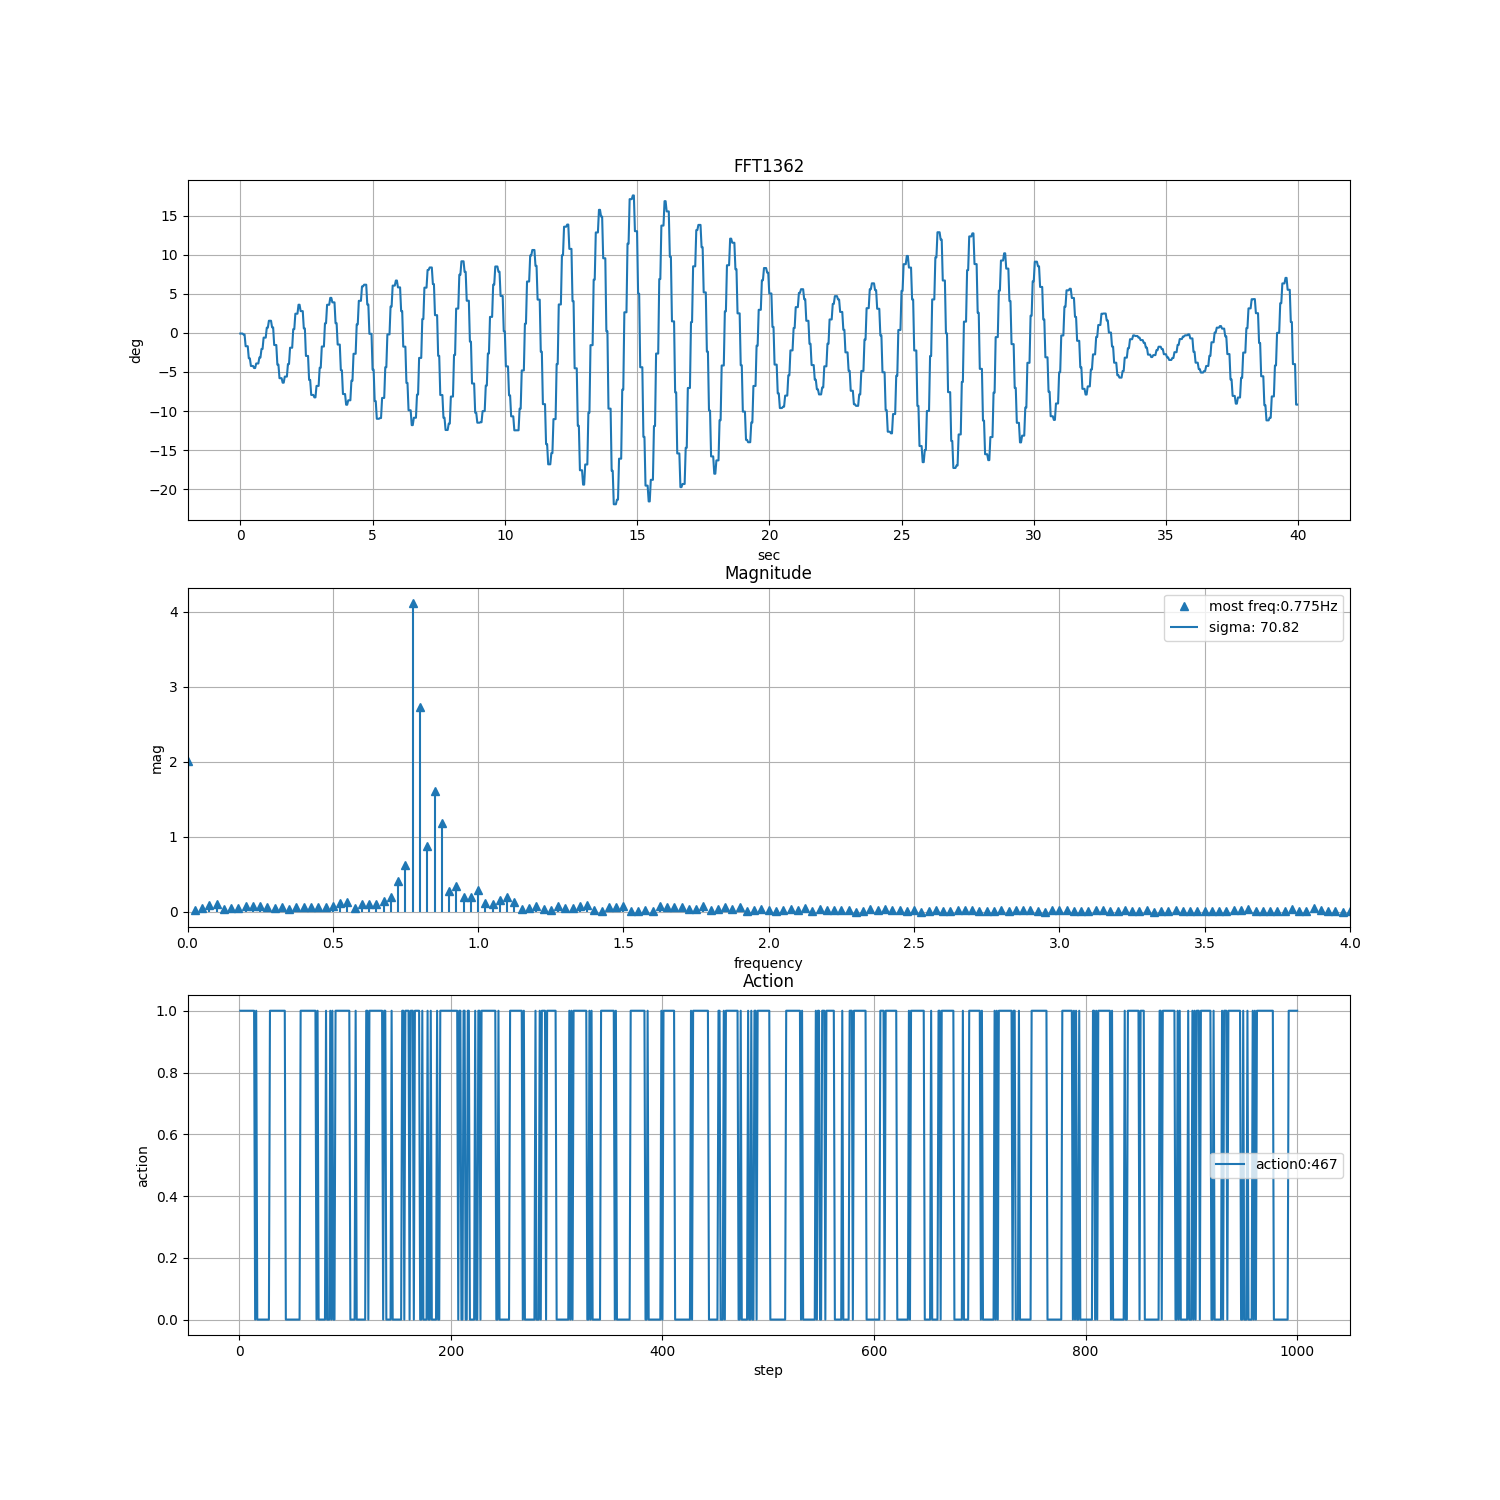 FFT1362
15
10
5
0
−5
−10
−15
−20
deg
0 5 10 15 20 25 30 35 40
sec
Magnitude
most freq:0.775Hz
sigma: 70.82
4
3
2
1
0
mag
0.0 0.5 1.0 1.5 2.0 2.5 3.0 3.5 4.0
frequency
Action
1.0
0.8
0.6
0.4
0.2
0.0
action
action0:467
0 200 400 600 800 1000
step